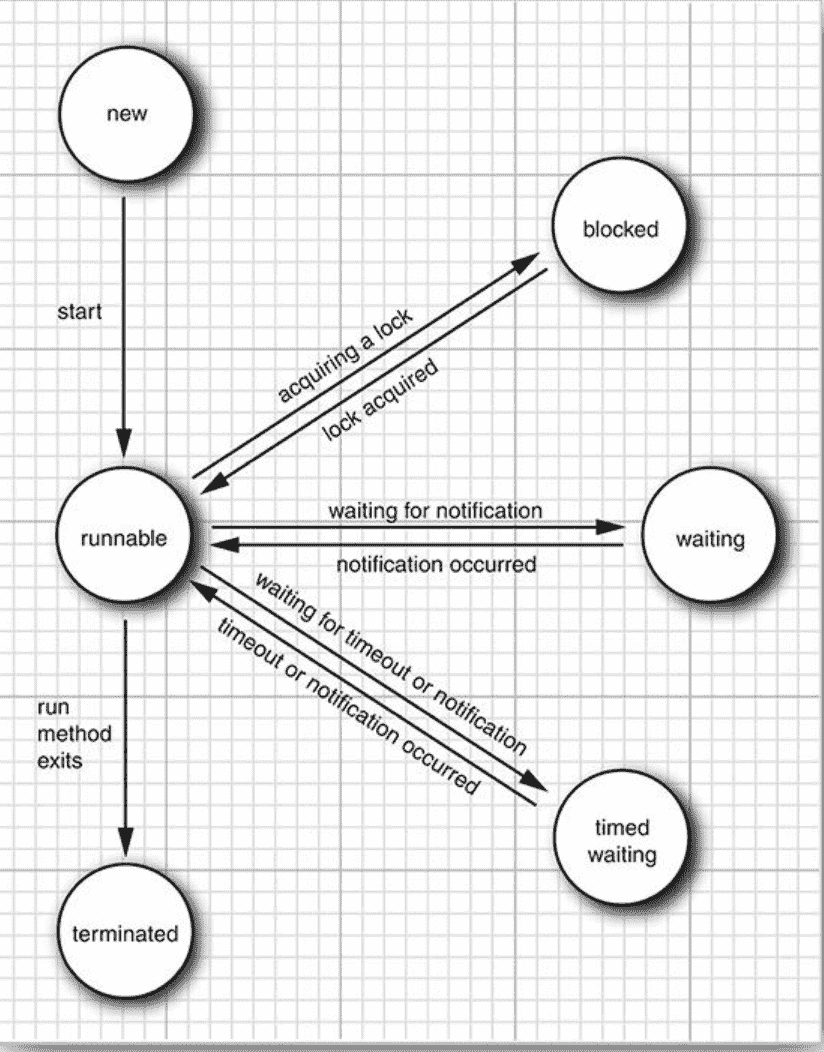 new
blocked
start
acquiring a lock
lock acquired
runnable
waiting for notification
notification occurred
waiting
waiting for timeout or notification
timeout or notification occurred
run
method
exits
timed
waiting
terminated